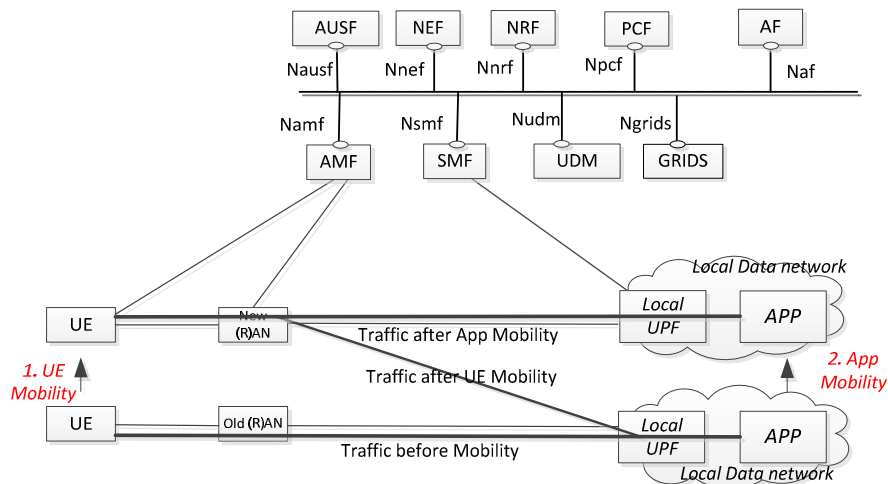 AUSF
NEF
NRF
PCF
AF
Nausf
Nnef
Nnrf
Npcf
Naf
Namf
Nsmf
Nudm
Ngrids
AMF
SMF
UDM
GRIDS
Local Data network
UE
New
(R)AN
Local
UPF
APP
Traffic after App Mobility
1. UE
Mobility
Traffic after UE Mobility
2. App
Mobility
UE
Old (R)AN
Local
UPF
APP
Traffic before Mobility
Local Data network